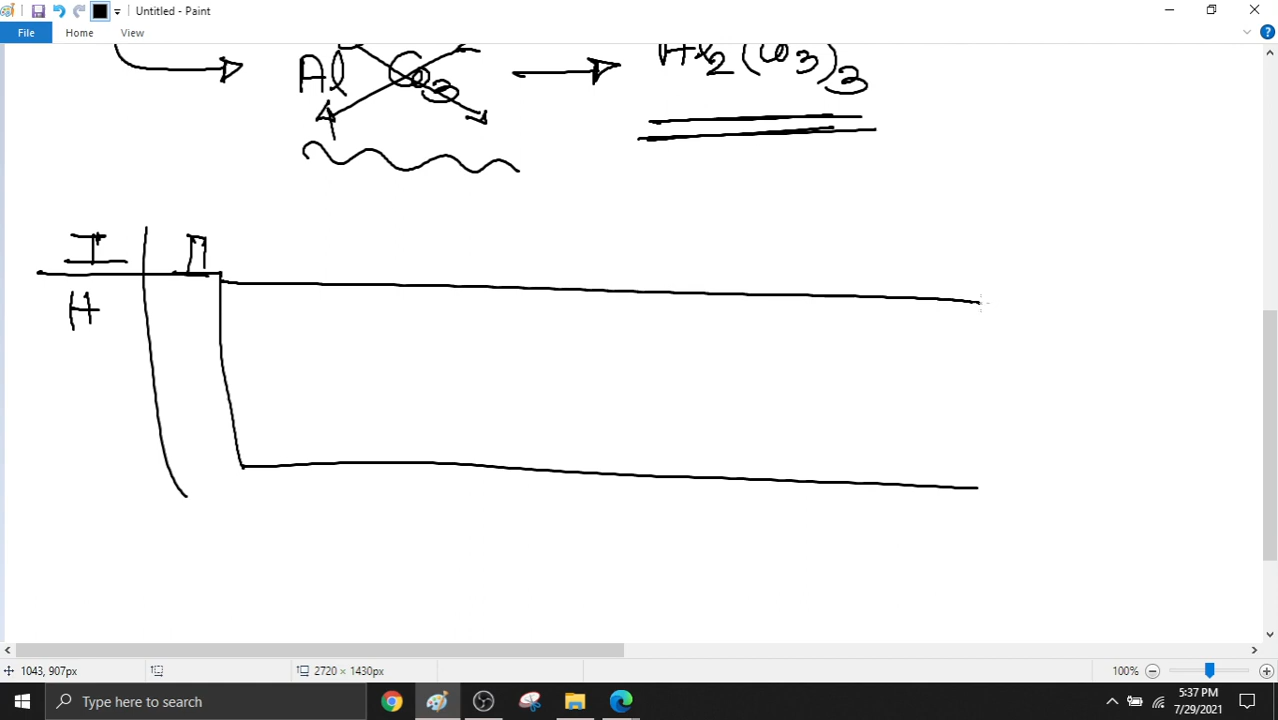 Untitled - Paint
File Home View
Al Co3 Al2(Co3)3
I II
H
1043, 907px 2720 × 1430px 100%
Type here to search 5:37 PM
7/29/2021